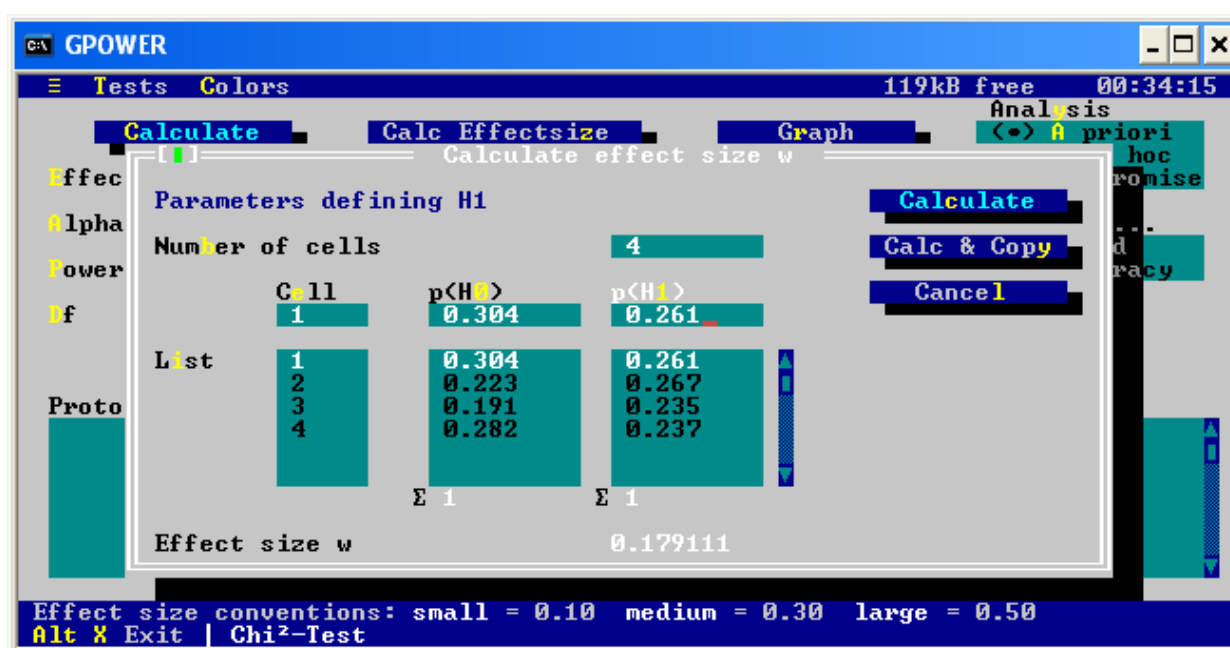 GPOWER
≡ Tests Colors 119kB free 00:34:15
Analysis
Calculate Calc Effectsize Graph (•) A priori
[ ] Calculate effect size w hoc
Effec romise
Parameters defining H1 Calculate
Alpha ...
Number of cells 4 Calc & Copy d
Power racy
Cell p(H0) p(H1) Cancel
Df 1 0.304 0.261
List 1 0.304 0.261
2 0.223 0.267
Proto 3 0.191 0.235
4 0.282 0.237
Σ 1 Σ 1
Effect size w 0.179111
Effect size conventions: small = 0.10 medium = 0.30 large = 0.50
Alt X Exit | Chi²-Test